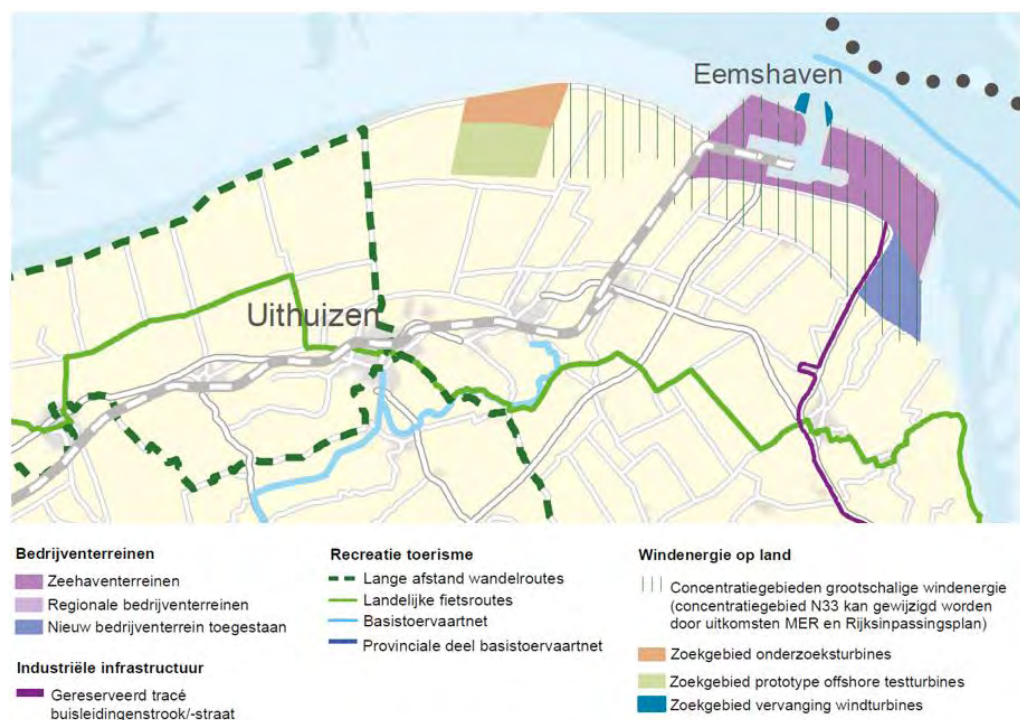 Eemshaven
Uithuizen
Bedrijventerreinen
Zeehaventerreinen
Regionale bedrijventerreinen
Nieuw bedrijventerrein toegestaan
Industriële infrastructuur
Gereserveerd tracé
buisleidingenstrook/-straat
Recreatie toerisme
Lange afstand wandelroutes
Landelijke fietsroutes
Basistoervaartnet
Provinciale deel basistoervaartnet
Windenergie op land
Concentratiegebieden grootschalige windenergie
(concentratiegebied N33 kan gewijzigd worden
door uitkomsten MER en Rijksinpassingsplan)
Zoekgebied onderzoeksturbines
Zoekgebied prototype offshore testturbines
Zoekgebied vervanging windturbines